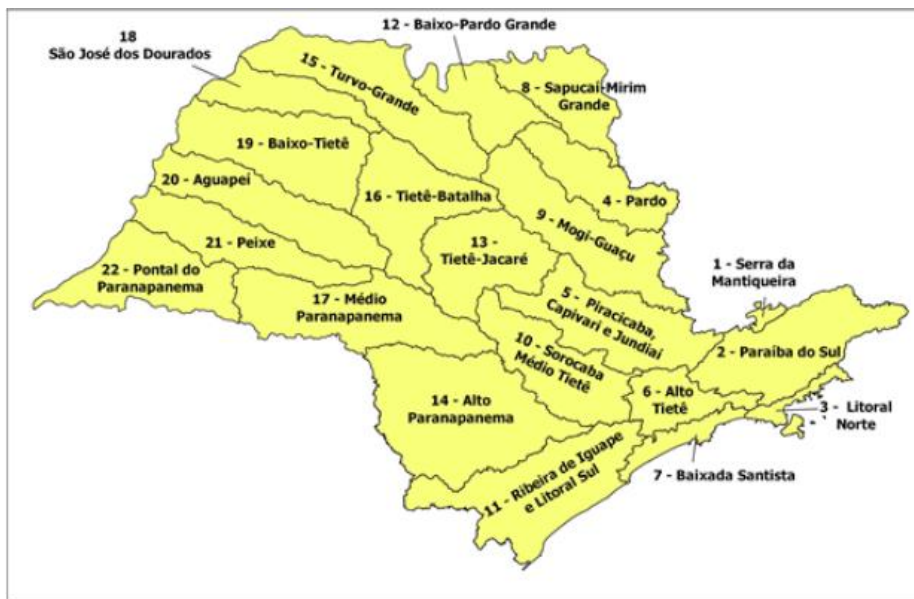 12 - Baixo-Pardo Grande
18
São José dos Dourados
15 - Turvo-Grande
8 - Sapucaí-Mirim
Grande
19 - Baixo-Tietê
20 - Aguapeí
16 - Tietê-Batalha
4 - Pardo
9 - Mogi-Guaçu
21 - Peixe
13 -
Tietê-Jacaré
22 - Pontal do
Paranapanema
1 - Serra da
Mantiqueira
17 - Médio
Paranapanema
5 - Piracicaba,
Capivari e Jundiaí
2 - Paraíba do Sul
10 - Sorocaba
Médio Tietê
6 - Alto
Tietê
14 - Alto
Paranapanema
3 - Litoral
Norte
11 - Ribeira de Iguape
e Litoral Sul
7 - Baixada Santista